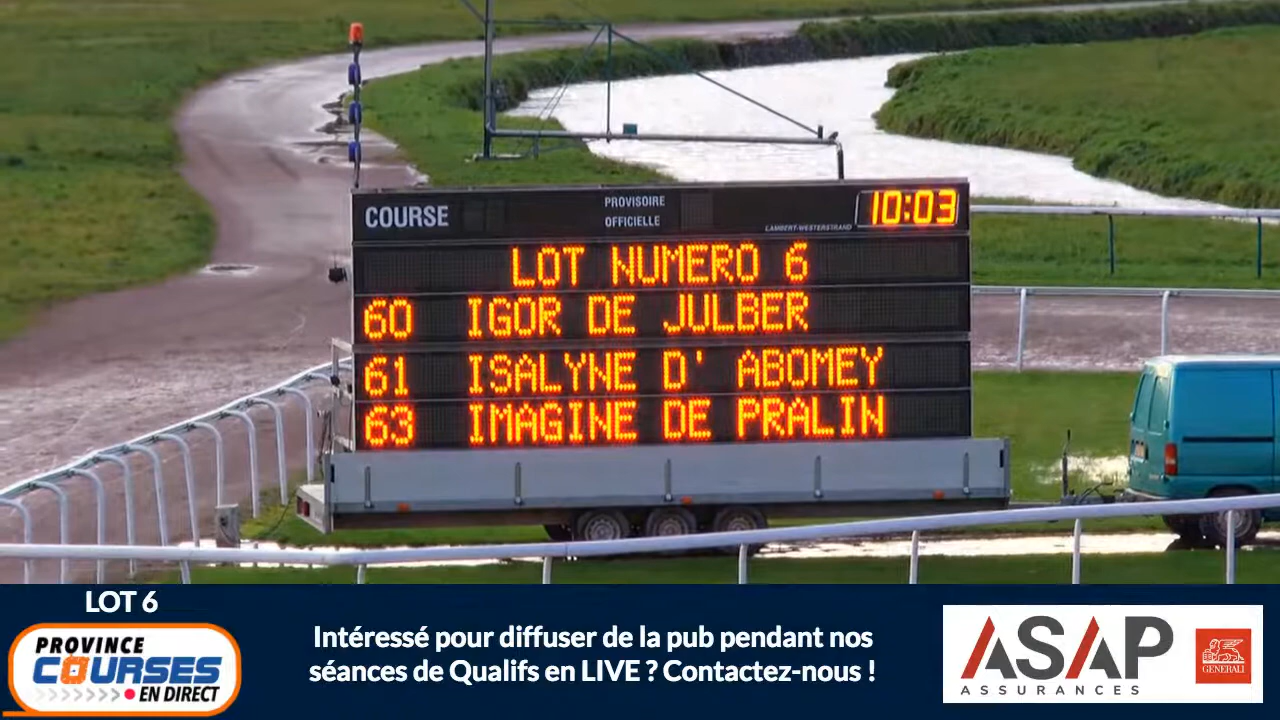 COURSE
PROVISOIRE
OFFICIELLE
LAMBERT-WESTERSTRAND
10:03
LOT NUMERO 6
60 IGOR DE JULBER
61 ISALYNE D' ABOMEY
63 IMAGINE DE PRALIN
LOT 6
PROVINCE
COURSES
EN DIRECT
Intéressé pour diffuser de la pub pendant nos
séances de Qualifs en LIVE ? Contactez-nous !
ASAP
ASSURANCES
GENERALI